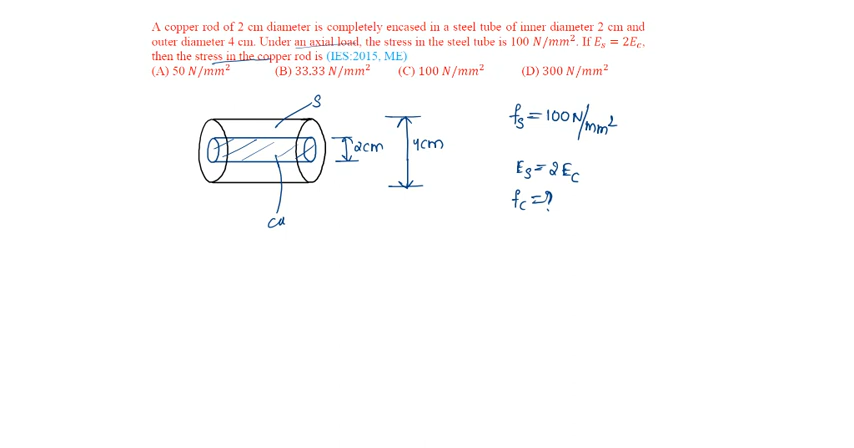 A copper rod of 2 cm diameter is completely encased in a steel tube of inner diameter 2 cm and
outer diameter 4 cm. Under an axial load, the stress in the steel tube is 100 N/mm². If Eₛ = 2E꜀,
then the stress in the copper rod is (IES:2015, ME)
(A) 50 N/mm² (B) 33.33 N/mm² (C) 100 N/mm² (D) 300 N/mm²
S
fs = 100 N/mm²
2cm
4cm
Es = 2 Ec
fc = ?
Cu